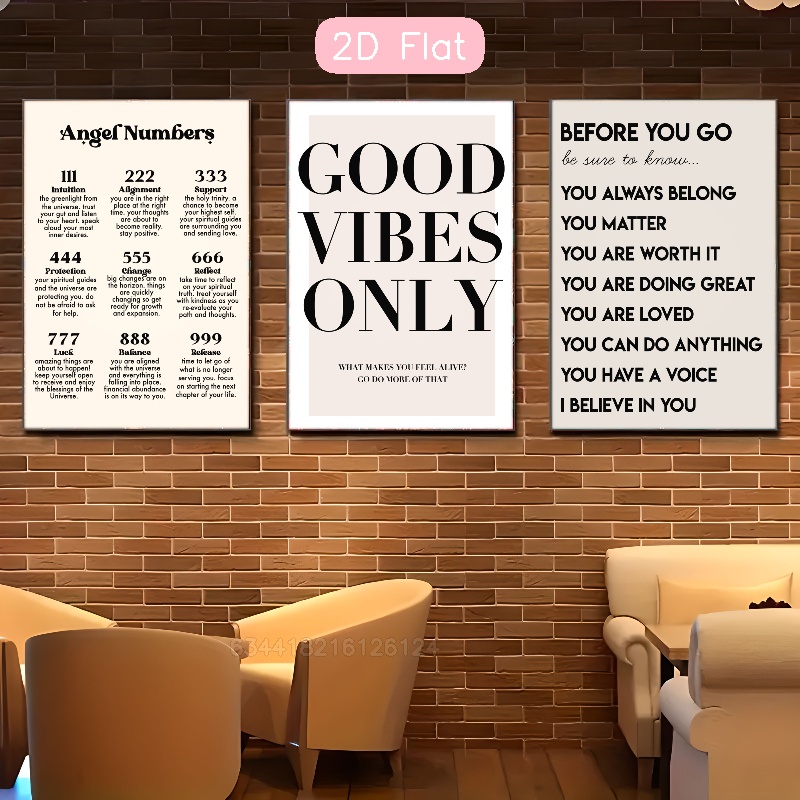 2D Flat
Angel Numbers
111
Intuition
the greenlight from
the universe. trust
your gut and listen
to your heart. speak
aloud your most
inner desires.
222
Alignment
you are in the right
place at the right
time. your thoughts
are about to
become reality.
stay positive.
333
Support
the holy trinity. a
chance to become
your highest self.
your spiritual guides
are surrounding you
and sending love.
444
Protection
your spiritual guides
and the universe are
protecting you. do
not be afraid to ask
for help.
555
Change
big changes are on
the horizon. things
are quickly
changing so get
ready for growth
and expansion.
666
Reflect
take time to reflect
on your spiritual
truth. treat yourself
with kindness as you
re-evaluate your
path and thoughts.
777
Luck
amazing things are
about to happen!
keep yourself open
to receive and enjoy
the blessings of the
Universe.
888
Balance
you are aligned
with the universe
and everything is
falling into place.
financial abundance
is on its way to you.
999
Release
time to let go of
what is no longer
serving you. focus
on starting the next
chapter of your life.
GOOD
VIBES
ONLY
WHAT MAKES YOU FEEL ALIVE?
GO DO MORE OF THAT
BEFORE YOU GO
be sure to know...
YOU ALWAYS BELONG
YOU MATTER
YOU ARE WORTH IT
YOU ARE DOING GREAT
YOU ARE LOVED
YOU CAN DO ANYTHING
YOU HAVE A VOICE
I BELIEVE IN YOU
634418216126124